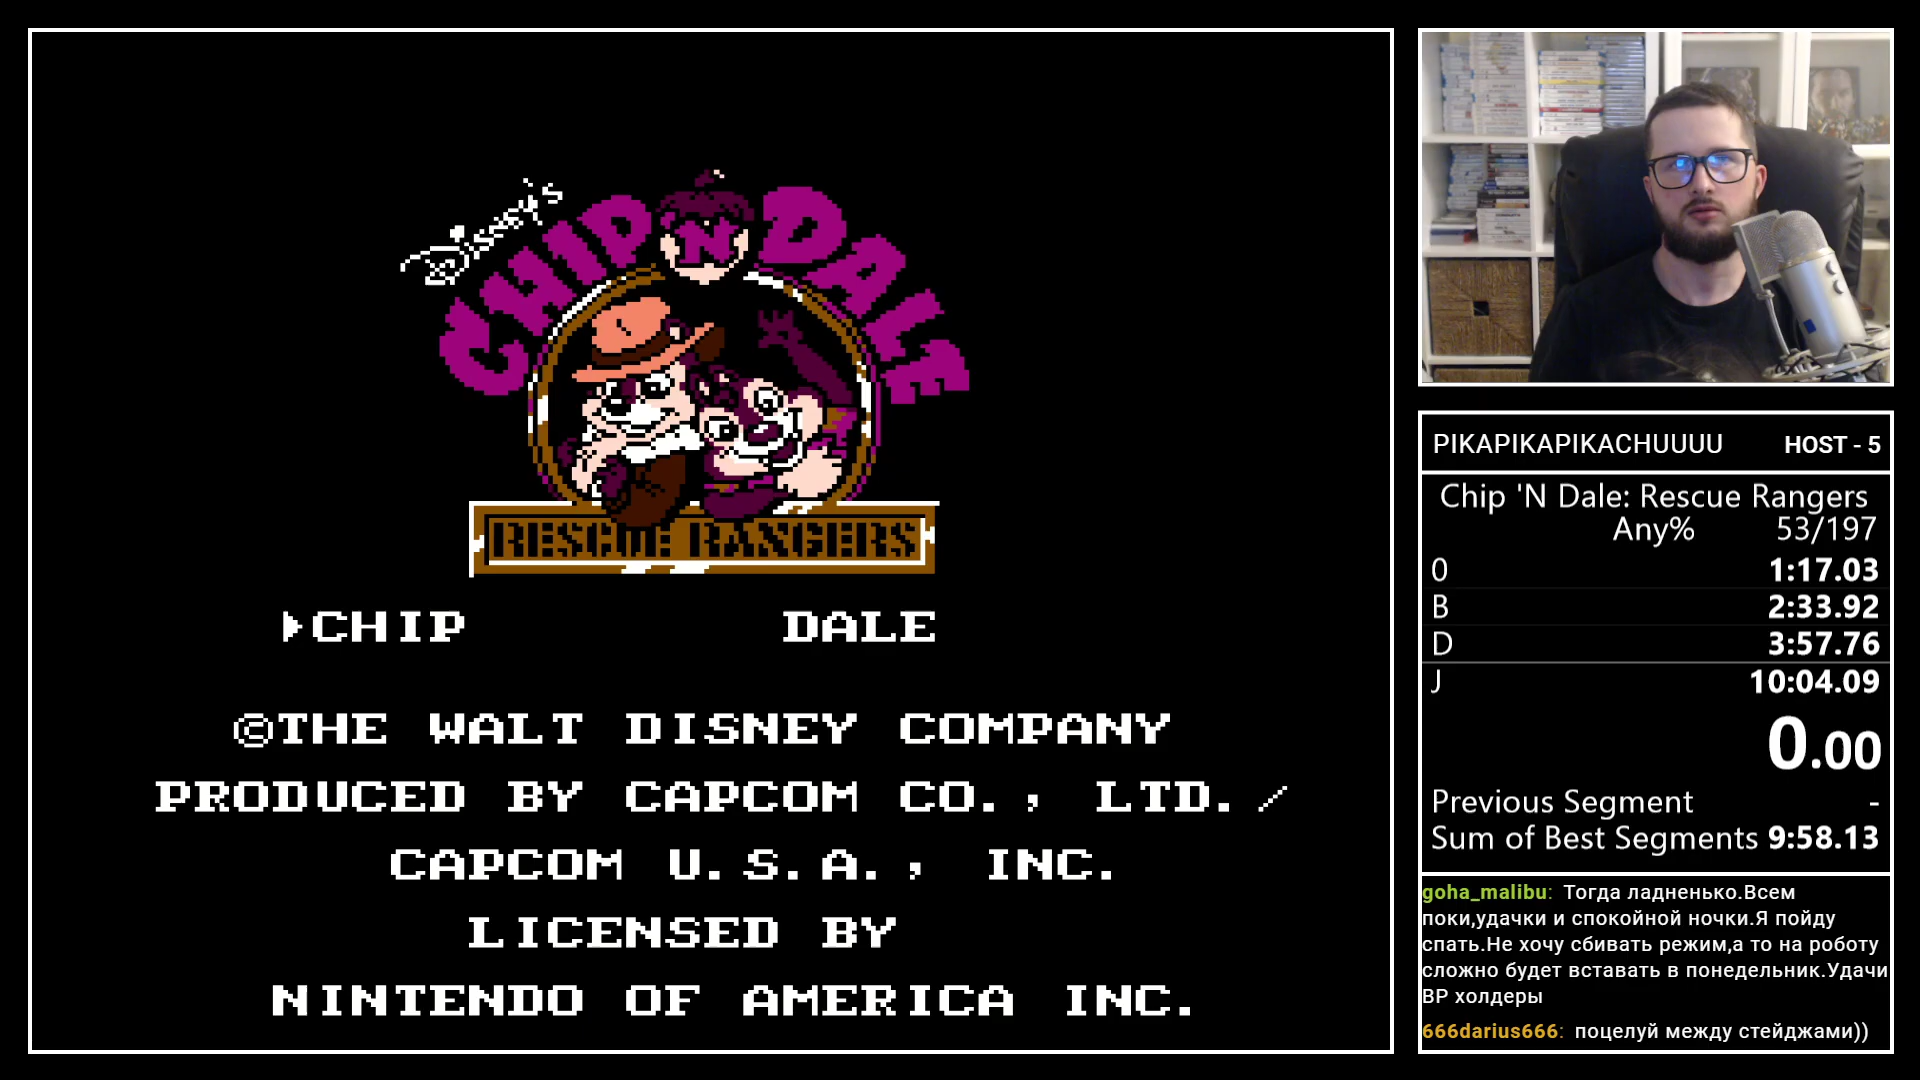 Disney's
CHIP 'N DALE
RESCUE RANGERS
CHIP DALE
©THE WALT DISNEY COMPANY
PRODUCED BY CAPCOM CO., LTD./
CAPCOM U.S.A., INC.
LICENSED BY
NINTENDO OF AMERICA INC.
PIKAPIKAPIKACHUUUU HOST - 5
Chip 'N Dale: Rescue Rangers
Any% 53/197
0 1:17.03
B 2:33.92
D 3:57.76
J 10:04.09
0.00
Previous Segment -
Sum of Best Segments 9:58.13
goha_malibu: Тогда ладненько.Всем
поки,удачки и спокойной ночки.Я пойду
спать.Не хочу сбивать режим,а то на роботу
сложно будет вставать в понедельник.Удачи
ВР холдеры
666darius666: поцелуй между стейджами))